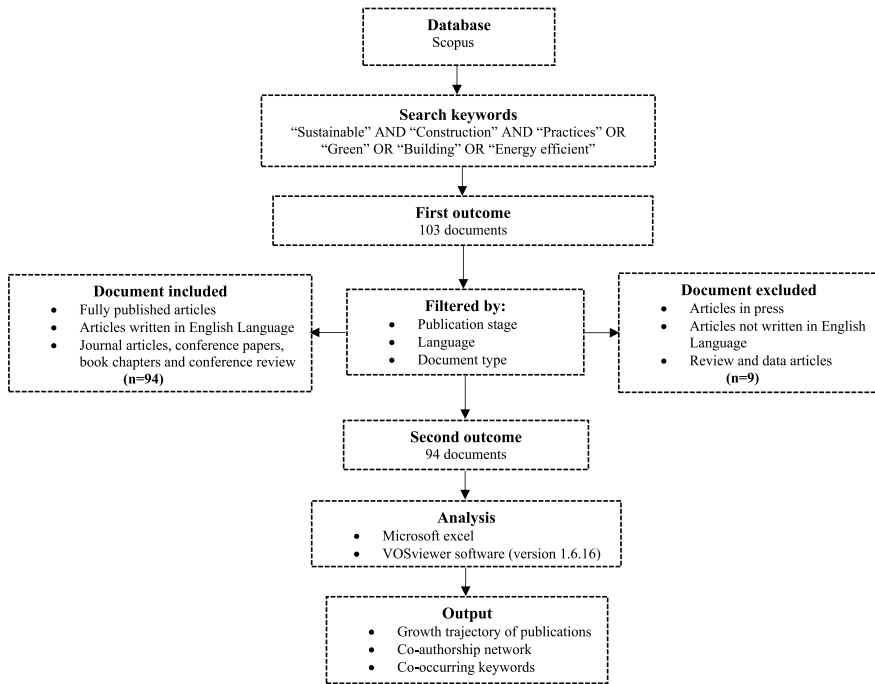 Database
Scopus
Search keywords
“Sustainable” AND “Construction” AND “Practices” OR
“Green” OR “Building” OR “Energy efficient”
First outcome
103 documents
Document included
• Fully published articles
• Articles written in English Language
• Journal articles, conference papers,
book chapters and conference review
(n=94)
Filtered by:
• Publication stage
• Language
• Document type
Document excluded
• Articles in press
• Articles not written in English
Language
• Review and data articles
(n=9)
Second outcome
94 documents
Analysis
• Microsoft excel
• VOSviewer software (version 1.6.16)
Output
• Growth trajectory of publications
• Co-authorship network
• Co-occurring keywords